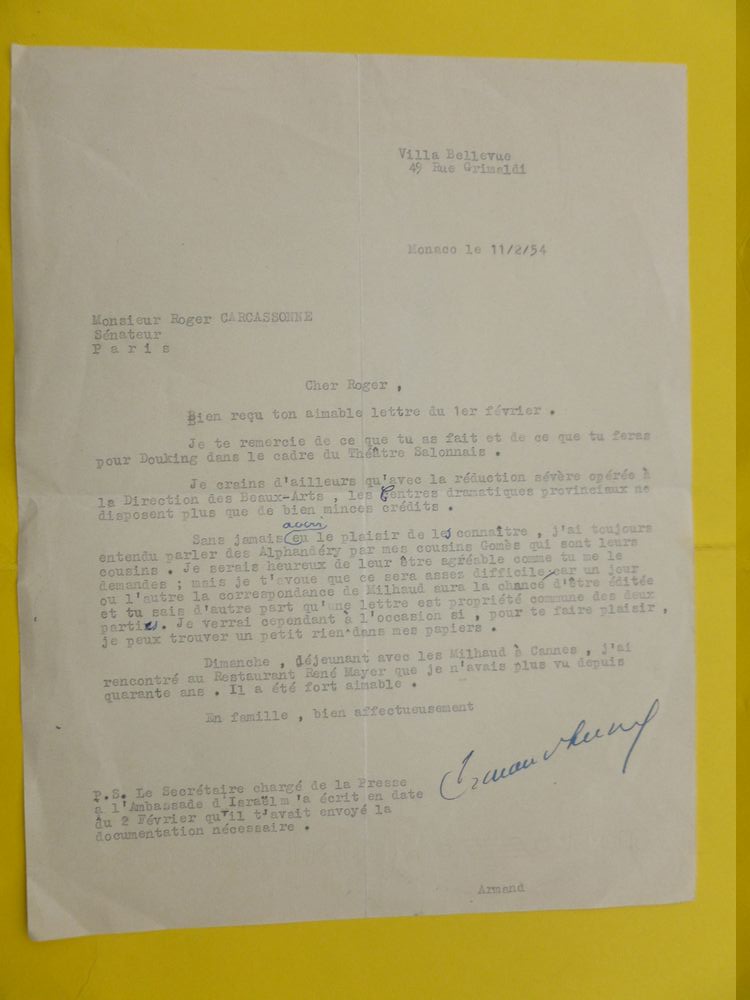 Villa Bellevue
49 Rue Grimaldi
Monaco le 11/2/54
Monsieur Roger CARCASSONNE
Sénateur
P a r i s
Cher Roger ,
Bien reçu ton aimable lettre du 1er février .
Je te remercie de ce que tu as fait et de ce que tu feras
pour Douking dans le cadre du Théâtre Salonnais .
Je crains d'ailleurs qu'avec la réduction sévère opérée à
la Direction des Beaux-Arts , les Centres dramatiques provinciaux ne
disposent plus que de bien minces crédits .
avoir
Sans jamais eu le plaisir de les connaître , j'ai toujours
entendu parler des Alphandéry par mes cousins Gomès qui sont leurs
cousins . Je serais heureux de leur être agréable comme tu me le
demandes ; mais je t'avoue que ce sera assez difficile car un jour
ou l'autre la correspondance de Milhaud aura la chance d'être éditée
et tu sais d'autre part qu'une lettre est propriété commune des deux
parties. Je verrai cependant à l'occasion si , pour te faire plaisir ,
je peux trouver un petit rien dans mes papiers .
Dimanche , déjeunant avec les Milhaud à Cannes , j'ai
rencontré au Restaurant René Mayer que je n'avais plus vu depuis
quarante ans . Il a été fort aimable .
En famille , bien affectueusement
P.S. Le Secrétaire chargé de la Presse
à l'Ambassade d'Israëlm 'a écrit en date
du 2 Février qu'il t'avait envoyé la
documentation nécessaire .
Armand